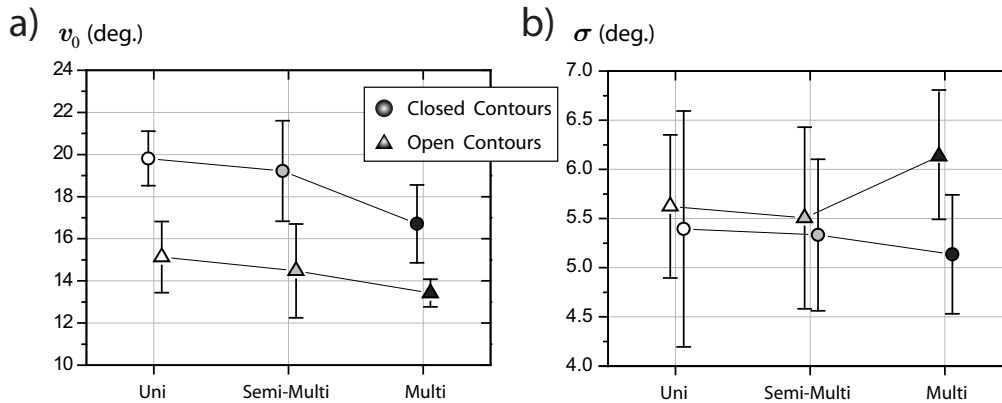 a) v₀ (deg.)
24
22
20
18
16
14
12
10
Uni Semi-Multi Multi
Closed Contours
Open Contours
b) σ (deg.)
7.0
6.5
6.0
5.5
5.0
4.5
4.0
Uni Semi-Multi Multi